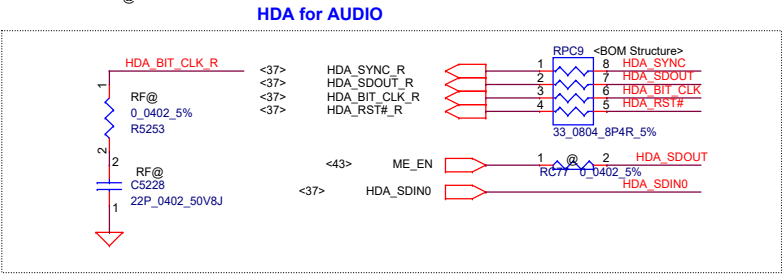 @
HDA for AUDIO
HDA_BIT_CLK_R
<37> HDA_SYNC_R
<37> HDA_SDOUT_R
<37> HDA_BIT_CLK_R
<37> HDA_RST#_R
RPC9 <BOM Structure>
1 8 HDA_SYNC
2 7 HDA_SDOUT
3 6 HDA_BIT_CLK
4 5 HDA_RST#
33_0804_8P4R_5%
1
RF@
0_0402_5%
R5253
2
2
RF@
C5228
22P_0402_50V8J
1
<43> ME_EN
1 @ 2 HDA_SDOUT
RC77 0_0402_5%
<37> HDA_SDIN0
HDA_SDIN0